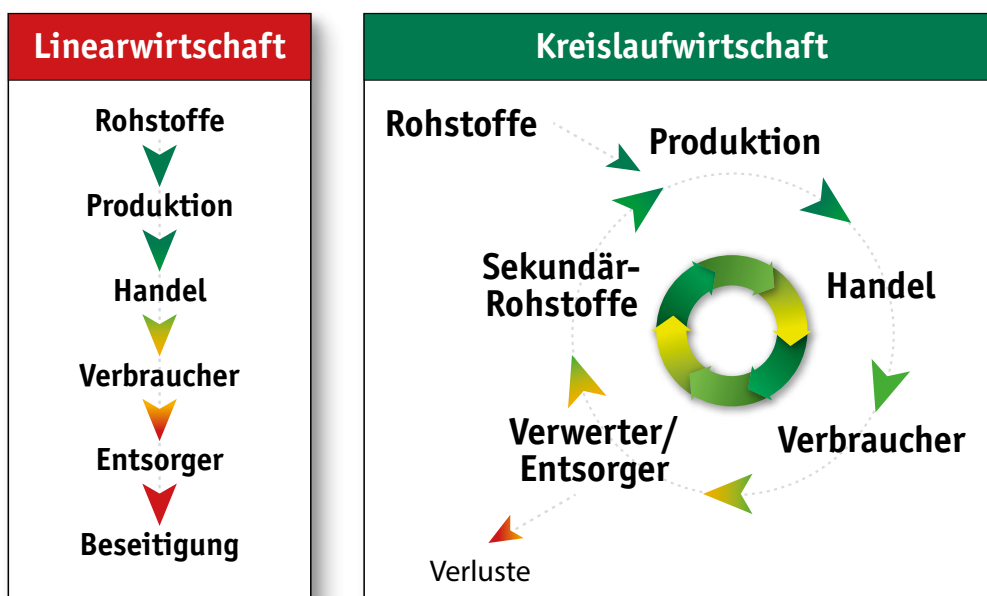 Linearwirtschaft
Rohstoffe
Produktion
Handel
Verbraucher
Entsorger
Beseitigung
Kreislaufwirtschaft
Rohstoffe
Produktion
Handel
Verbraucher
Verwerter/
Entsorger
Verluste
Sekundär-
Rohstoffe